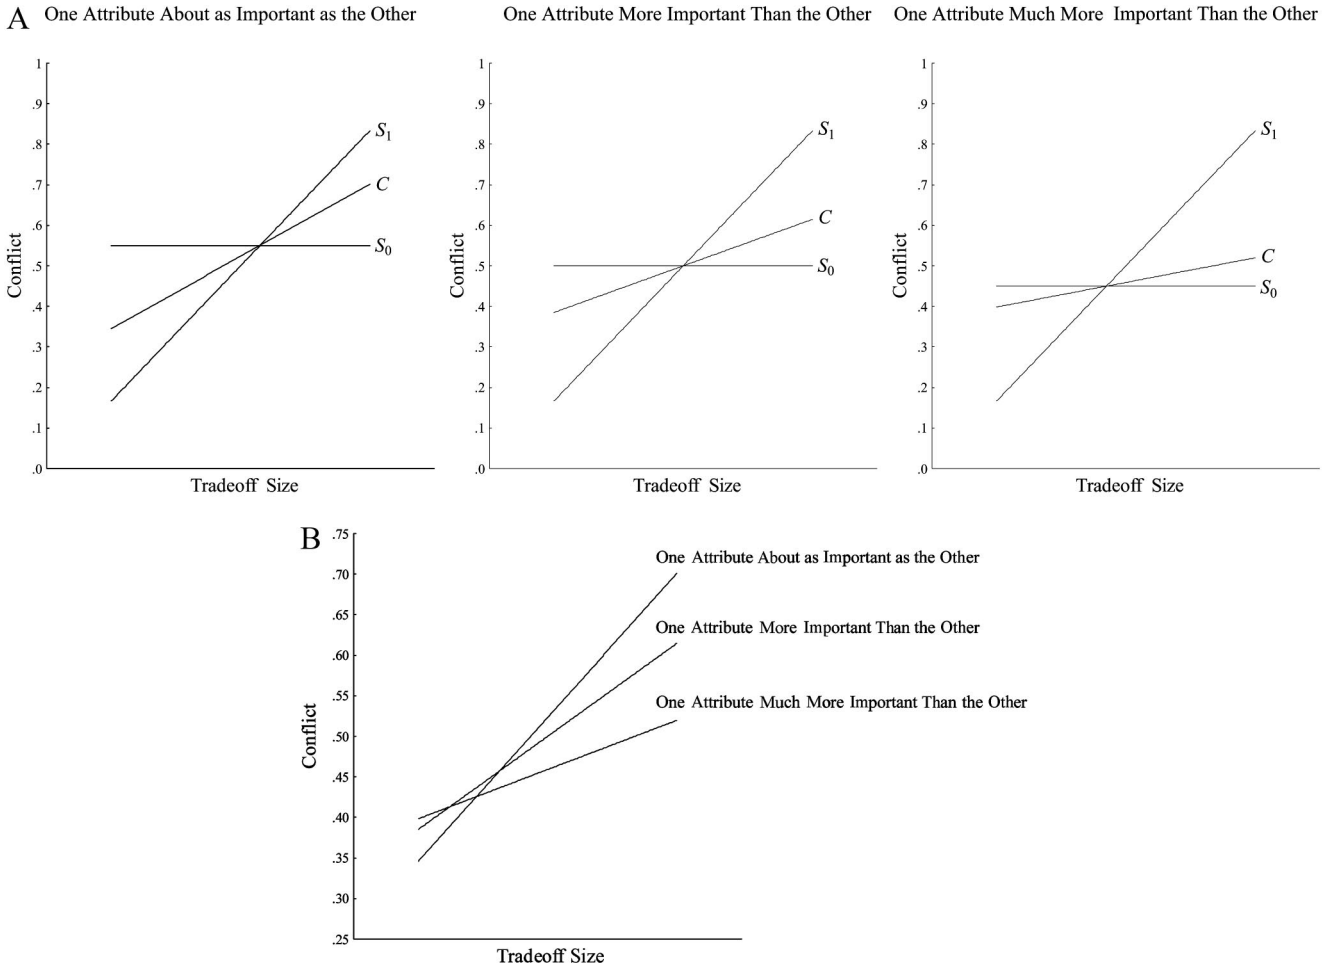 A
One Attribute About as Important as the Other
One Attribute More Important Than the Other
One Attribute Much More Important Than the Other
1
.9
.8
.7
.6
.5
.4
.3
.2
.1
.0
Conflict
S1
C
S0
Tradeoff Size
1
.9
.8
.7
.6
.5
.4
.3
.2
.1
.0
Conflict
S1
C
S0
Tradeoff Size
1
.9
.8
.7
.6
.5
.4
.3
.2
.1
.0
Conflict
S1
C
S0
Tradeoff Size
B
.75
.70
.65
.60
.55
.50
.45
.40
.35
.30
.25
Conflict
One Attribute About as Important as the Other
One Attribute More Important Than the Other
One Attribute Much More Important Than the Other
Tradeoff Size